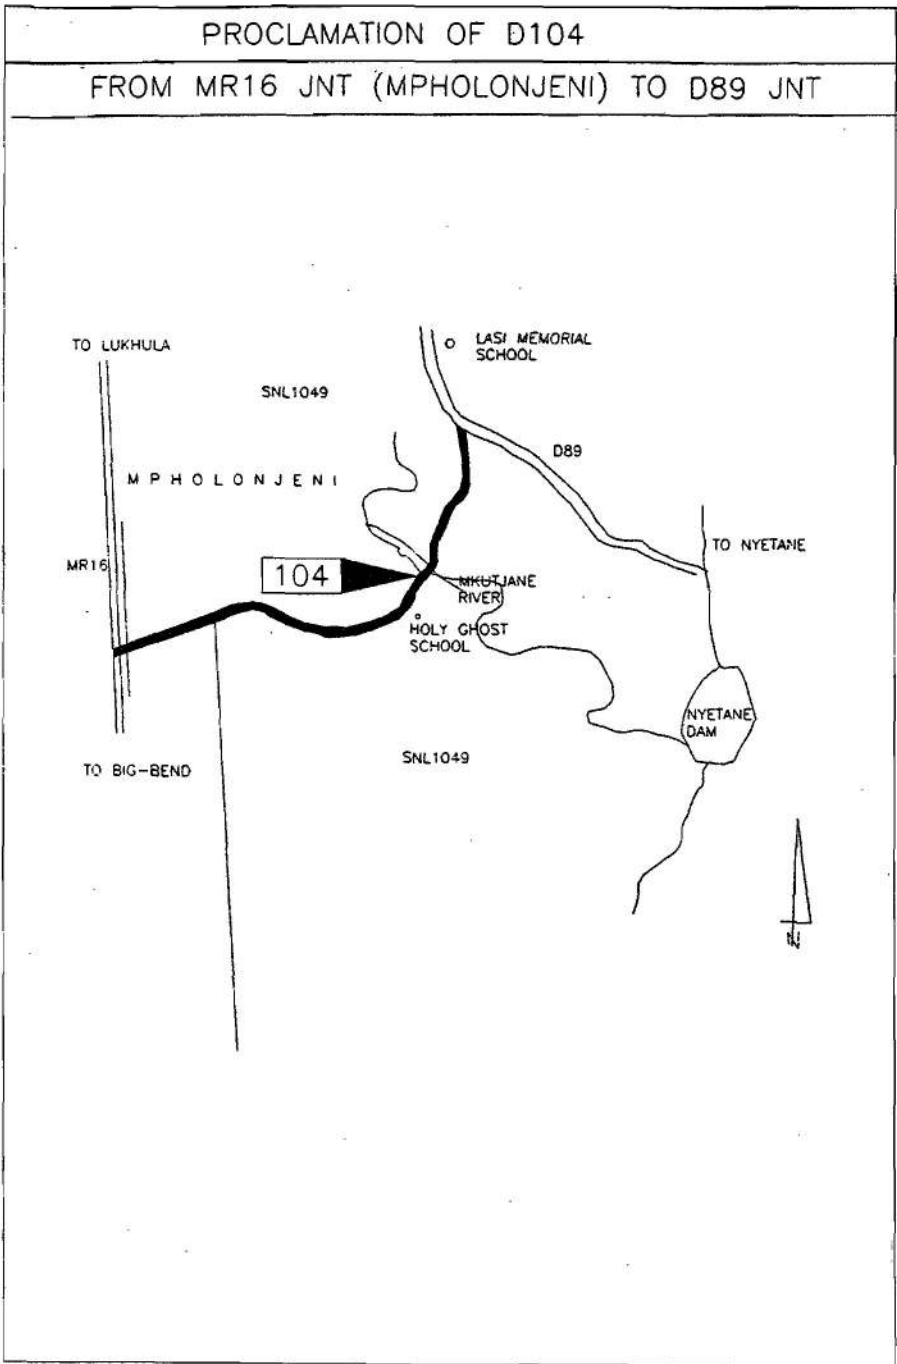 PROCLAMATION OF D104
FROM MR16 JNT (MPHOLONJENI) TO D89 JNT
TO LUKHULA
LASI MEMORIAL
SCHOOL
SNL1049
D89
MPHOLONJENI
TO NYETANE
MR16
104
MKUTJANE
RIVER
HOLY GHOST
SCHOOL
NYETANE
DAM
SNL1049
TO BIG-BEND
N